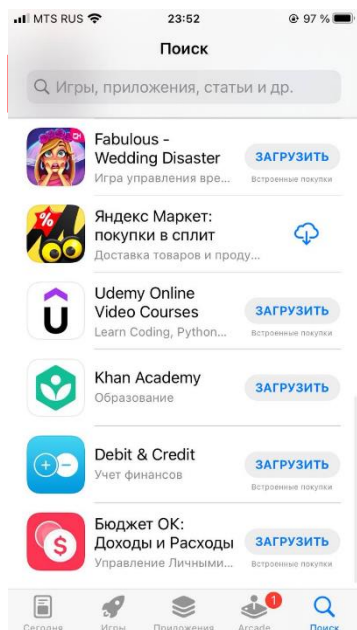 MTS RUS 23:52 97 %
Поиск
Игры, приложения, статьи и др.
Fabulous -
Wedding Disaster
Игра управления вре...
ЗАГРУЗИТЬ
Встроенные покупки
Яндекс Маркет:
покупки в сплит
Доставка товаров и проду...
Udemy Online
Video Courses
Learn Coding, Python...
ЗАГРУЗИТЬ
Встроенные покупки
Khan Academy
Образование
ЗАГРУЗИТЬ
Debit & Credit
Учет финансов
ЗАГРУЗИТЬ
Встроенные покупки
Бюджет ОК:
Доходы и Расходы
Управление Личными...
ЗАГРУЗИТЬ
Встроенные покупки
1
Сегодня Игры Приложения Arcade Поиск